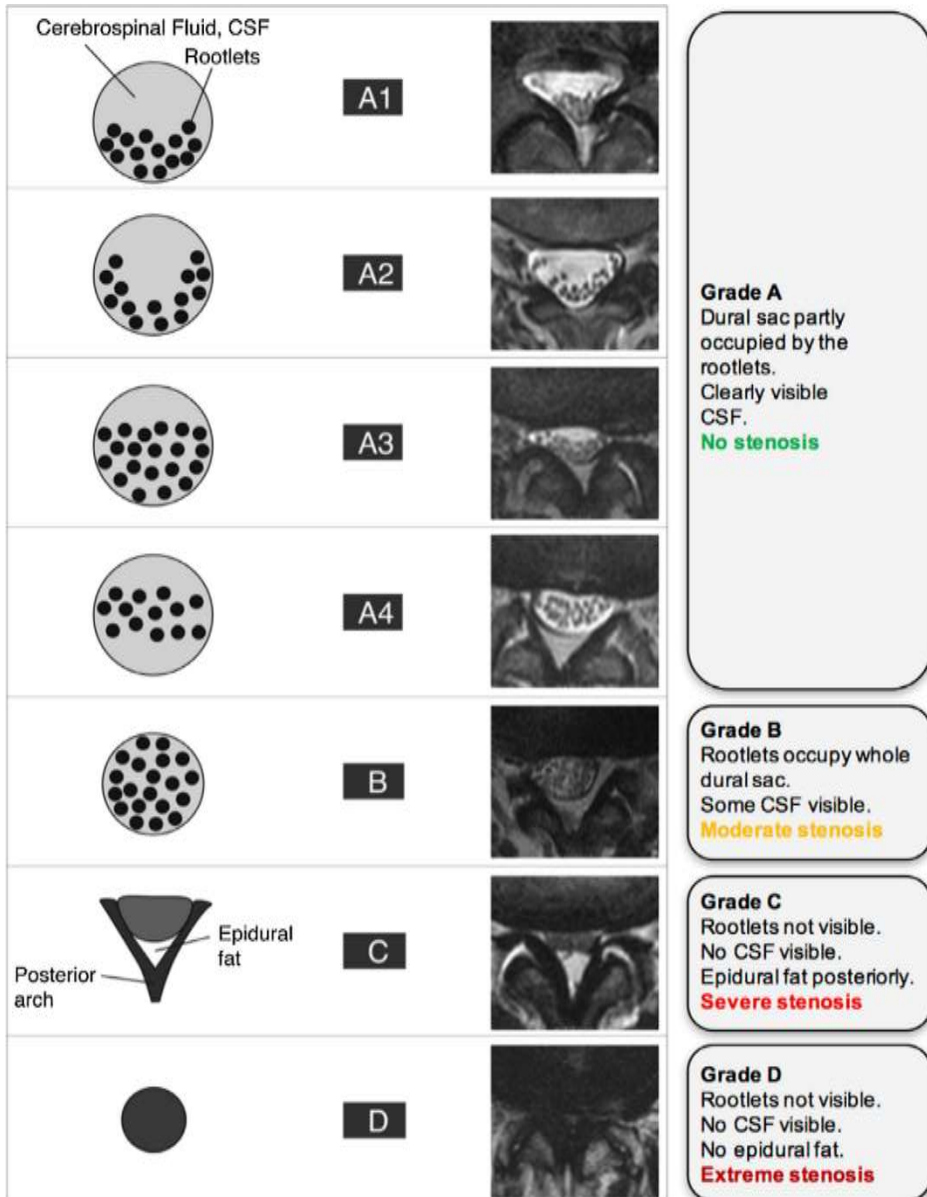 Cerebrospinal Fluid, CSF
Rootlets
A1
A2
A3
A4
Grade A
Dural sac partly
occupied by the
rootlets.
Clearly visible
CSF.
No stenosis
B
Grade B
Rootlets occupy whole
dural sac.
Some CSF visible.
Moderate stenosis
Epidural
fat
Posterior
arch
C
Grade C
Rootlets not visible.
No CSF visible.
Epidural fat posteriorly.
Severe stenosis
D
Grade D
Rootlets not visible.
No CSF visible.
No epidural fat.
Extreme stenosis